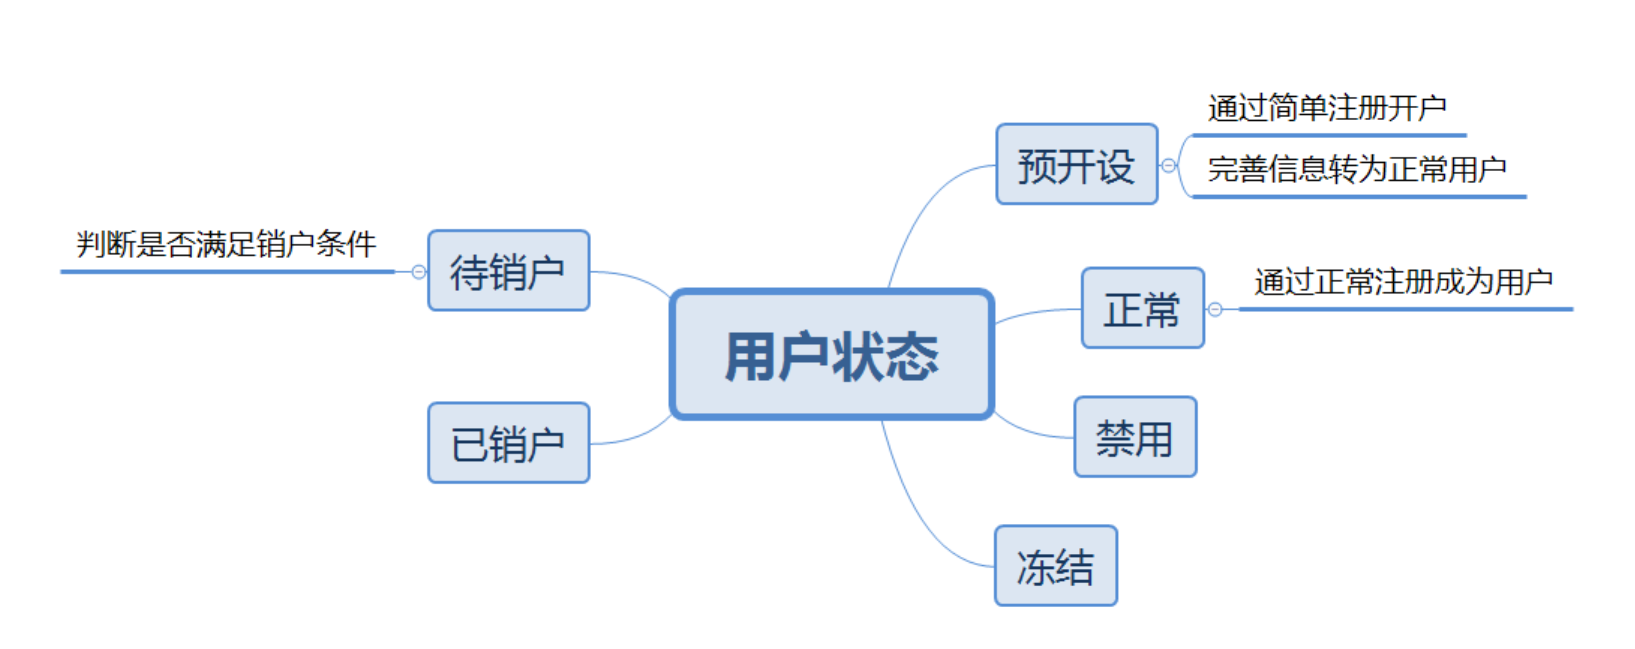 用户状态
预开设
通过简单注册开户
完善信息转为正常用户
正常
通过正常注册成为用户
禁用
冻结
待销户
判断是否满足销户条件
已销户